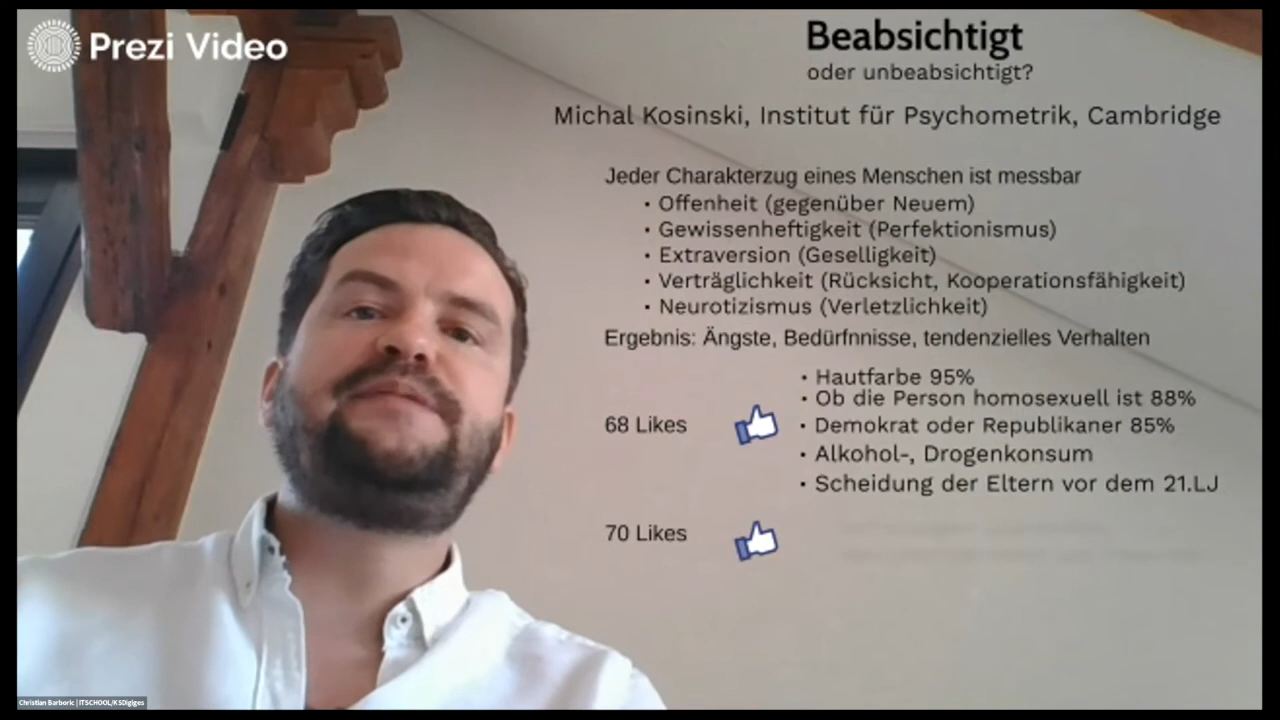 Prezi Video
Beabsichtigt
oder unbeabsichtigt?
Michal Kosinski, Institut für Psychometrik, Cambridge
Jeder Charakterzug eines Menschen ist messbar
• Offenheit (gegenüber Neuem)
• Gewissenheftigkeit (Perfektionismus)
• Extraversion (Geselligkeit)
• Verträglichkeit (Rücksicht, Kooperationsfähigkeit)
• Neurotizismus (Verletzlichkeit)
Ergebnis: Ängste, Bedürfnnisse, tendenzielles Verhalten
68 Likes
• Hautfarbe 95%
• Ob die Person homosexuell ist 88%
• Demokrat oder Republikaner 85%
• Alkohol-, Drogenkonsum
• Scheidung der Eltern vor dem 21.LJ
70 Likes
Christian Barboric | ITSCHOOL/KSDigiges